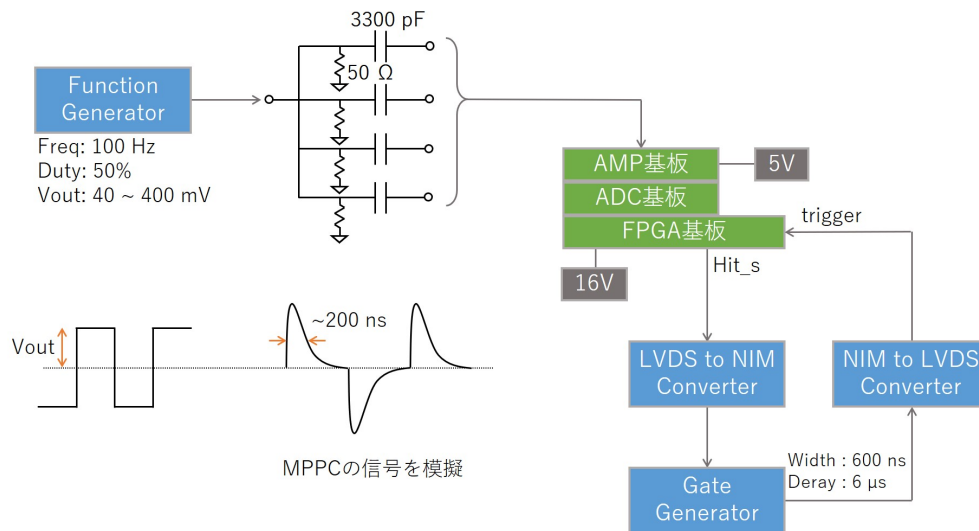 3300 pF
50 Ω
Function
Generator
Freq: 100 Hz
Duty: 50%
Vout: 40 ~ 400 mV
AMP基板
5V
ADC基板
FPGA基板
trigger
16V
Hit_s
Vout
~200 ns
MPPCの信号を模擬
LVDS to NIM
Converter
NIM to LVDS
Converter
Gate
Generator
Width : 600 ns
Deray : 6 μs